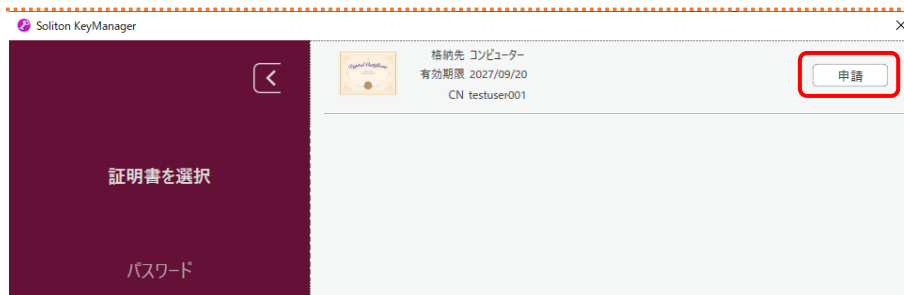 Soliton KeyManager
格納先 コンピューター
有効期限 2027/09/20
CN testuser001
申請
証明書を選択
パスワード